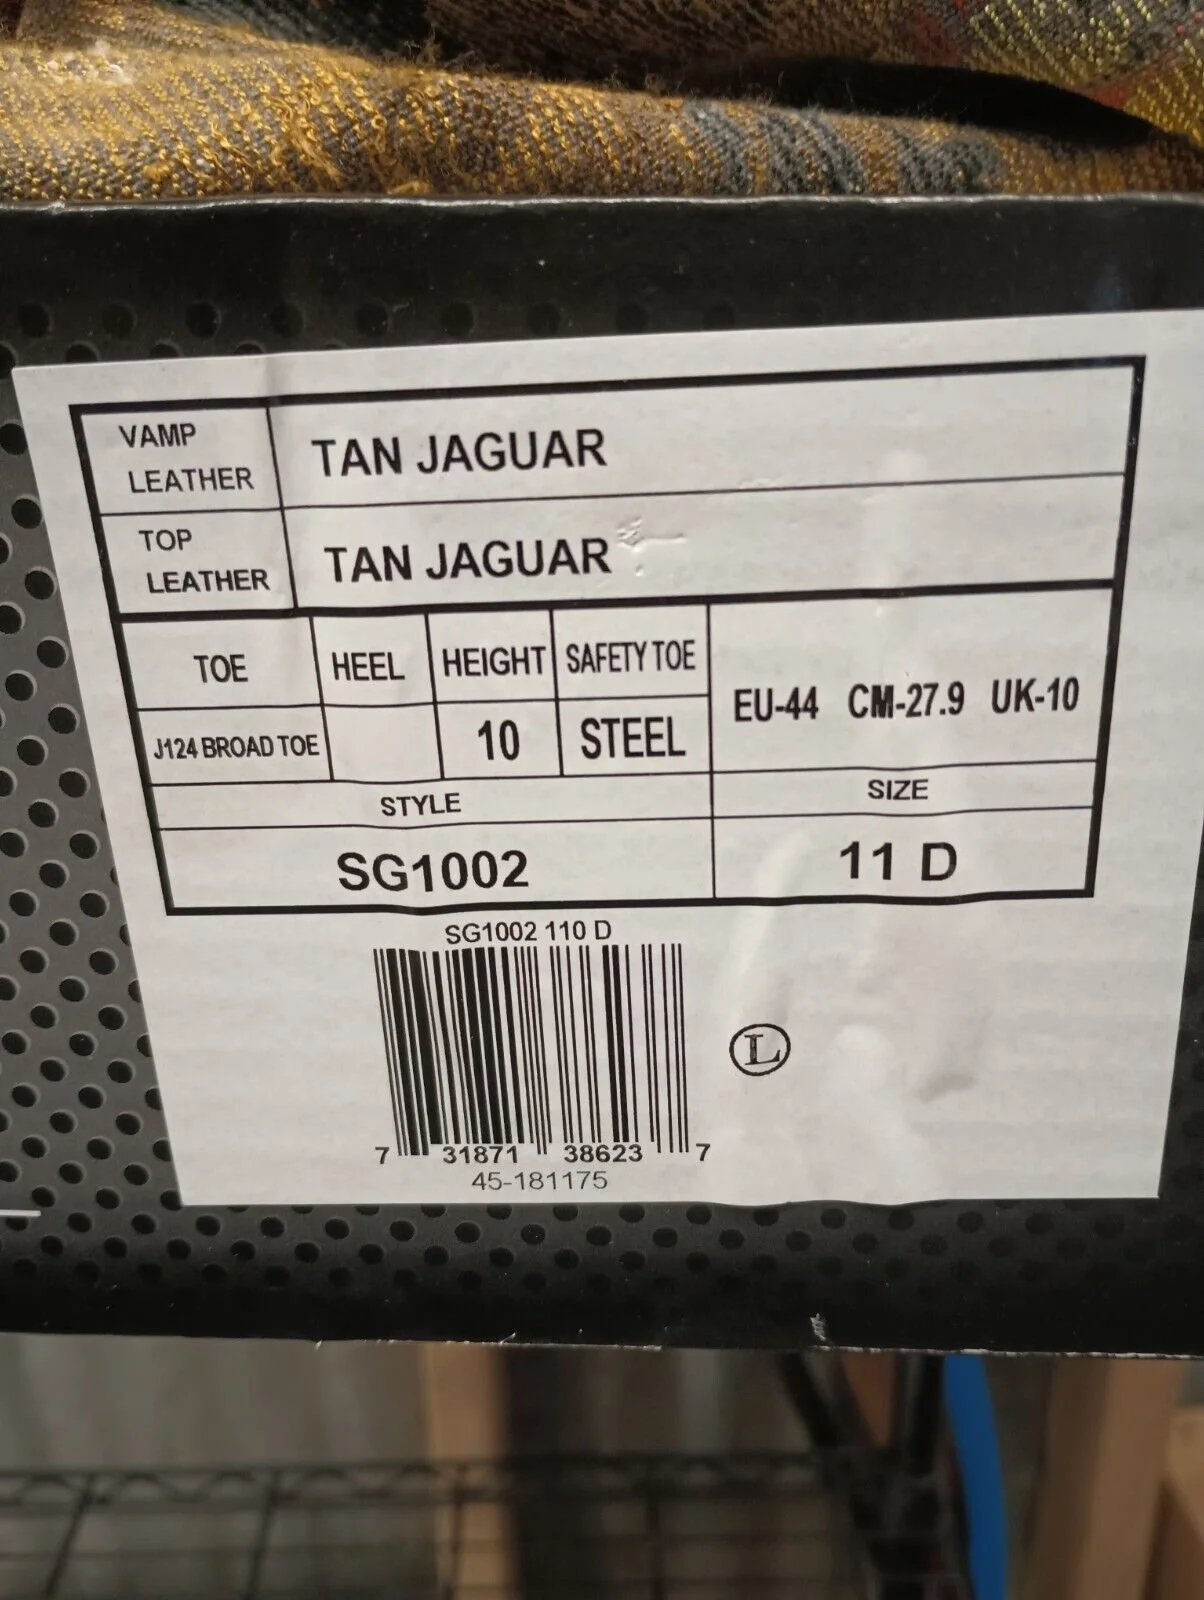 VAMP
LEATHER
TAN JAGUAR
TOP
LEATHER
TAN JAGUAR
TOE HEEL HEIGHT SAFETY TOE
J124 BROAD TOE 10 STEEL
EU-44 CM-27.9 UK-10
STYLE SIZE
SG1002 11 D
SG1002 110 D
L
7 31871 38623 7
45-181175